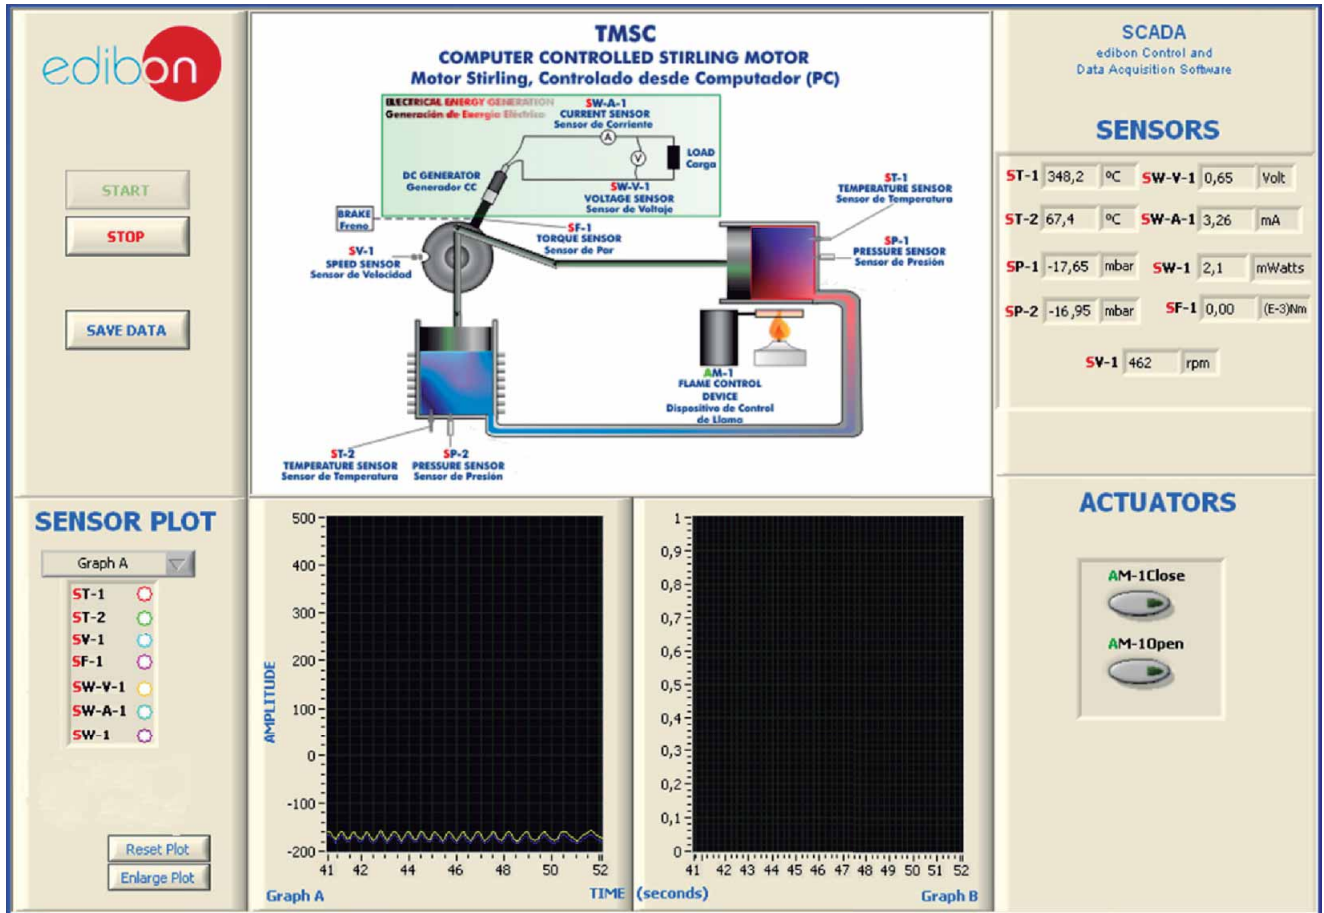 edibon
START
STOP
SAVE DATA
TMSC
COMPUTER CONTROLLED STIRLING MOTOR
Motor Stirling, Controlado desde Computador (PC)
ELECTRICAL ENERGY GENERATION
Generación de Energía Eléctrica
SW-A-1
CURRENT SENSOR
Sensor de Corriente
A
V
LOAD
Carga
DC GENERATOR
Generador CC
SW-V-1
VOLTAGE SENSOR
Sensor de Voltaje
BRAKE
Freno
SF-1
TORQUE SENSOR
Sensor de Par
SV-1
SPEED SENSOR
Sensor de Velocidad
ST-1
TEMPERATURE SENSOR
Sensor de Temperatura
SP-1
PRESSURE SENSOR
Sensor de Presión
AM-1
FLAME CONTROL
DEVICE
Dispositivo de Control
de Llama
ST-2
TEMPERATURE SENSOR
Sensor de Temperatura
SP-2
PRESSURE SENSOR
Sensor de Presión
SCADA
edibon Control and
Data Acquisition Software
SENSORS
ST-1 348,2 ºC SW-V-1 0,65 Volt
ST-2 67,4 ºC SW-A-1 3,26 mA
SP-1 -17,65 mbar SW-1 2,1 mWatts
SP-2 -16,95 mbar SF-1 0,00 (E-3)Nm
SV-1 462 rpm
SENSOR PLOT
Graph A
ST-1
ST-2
SV-1
SF-1
SW-V-1
SW-A-1
SW-1
Reset Plot
Enlarge Plot
AMPLITUDE
500
400
300
200
100
0
-100
-200
41 42 44 46 48 50 52
Graph A
TIME (seconds)
1
0,9
0,8
0,7
0,6
0,5
0,4
0,3
0,2
0,1
0
41 42 43 44 45 46 47 48 49 50 51 52
Graph B
ACTUATORS
AM-1Close
AM-1Open